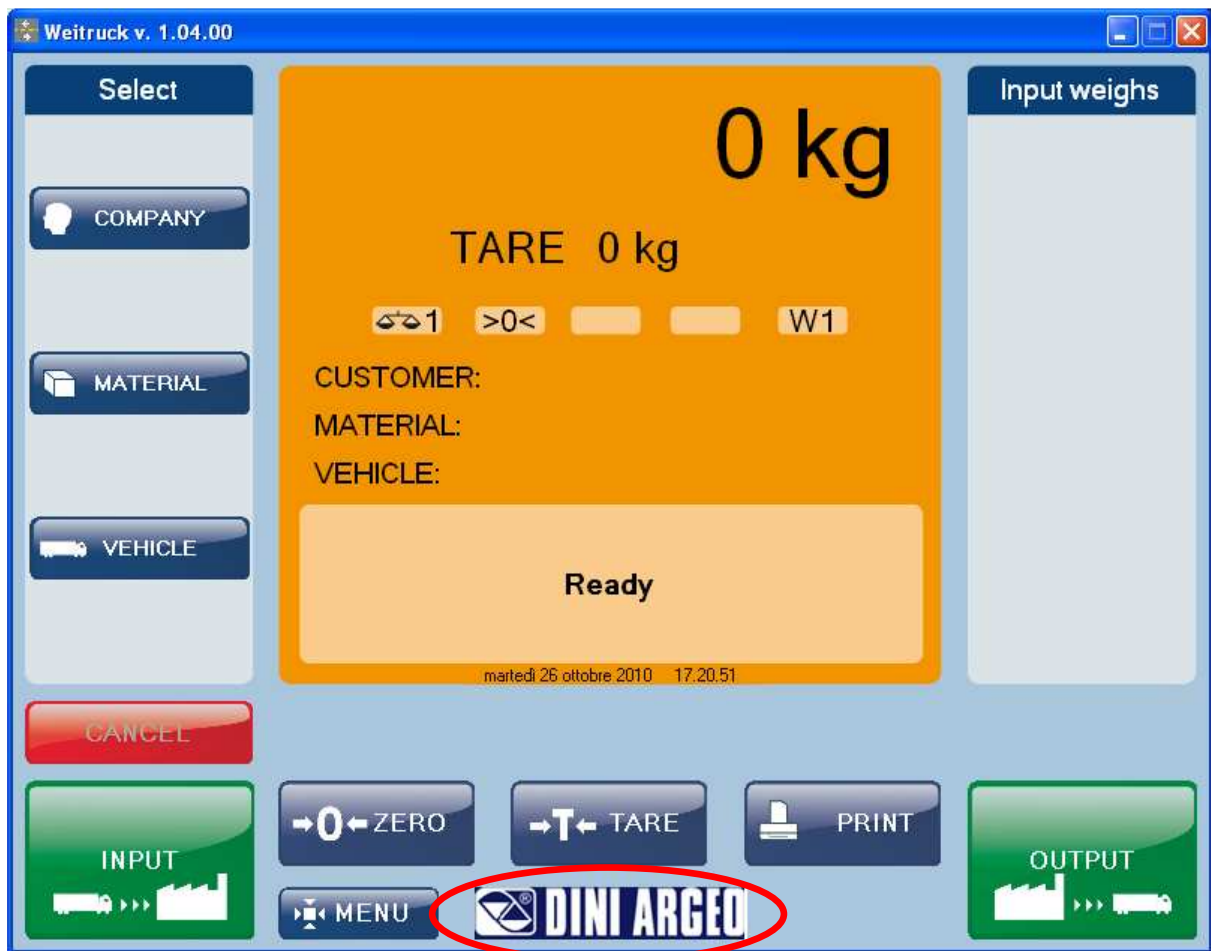 Weitruck v. 1.04.00
Select
COMPANY
MATERIAL
VEHICLE
0 kg
TARE 0 kg
1 >0< W1
CUSTOMER:
MATERIAL:
VEHICLE:
Ready
martedì 26 ottobre 2010 17.20.51
Input weighs
CANCEL
INPUT
→0← ZERO
→T← TARE
PRINT
MENU
DINI ARGEO
®
OUTPUT